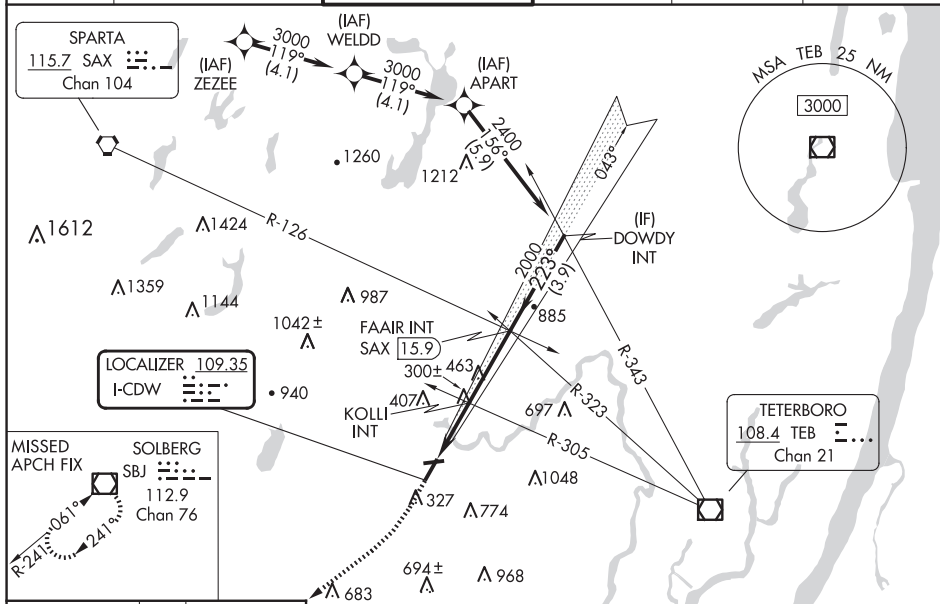 SPARTA
115.7 SAX
Chan 104
(IAF)
ZEZEE
3000
119°
(4.1)
(IAF)
WELDD
3000
119°
(4.1)
(IAF)
APART
2400
156°
(5.9)
MSA TEB 25 NM
3000
1260
1212
043°
R-126
1612
1424
(IF)
DOWDY
INT
2000
223°
(3.9)
1359
1144
987
885
1042±
FAAIR INT
SAX 15.9
R-343
LOCALIZER 109.35
I-CDW
300±
463
940
407
KOLLI
INT
697
R-323
R-305
TETERBORO
108.4 TEB
Chan 21
MISSED
APCH FIX
SOLBERG
SBJ
112.9
Chan 76
061°
241°
R-241
1048
327
774
694±
968
683